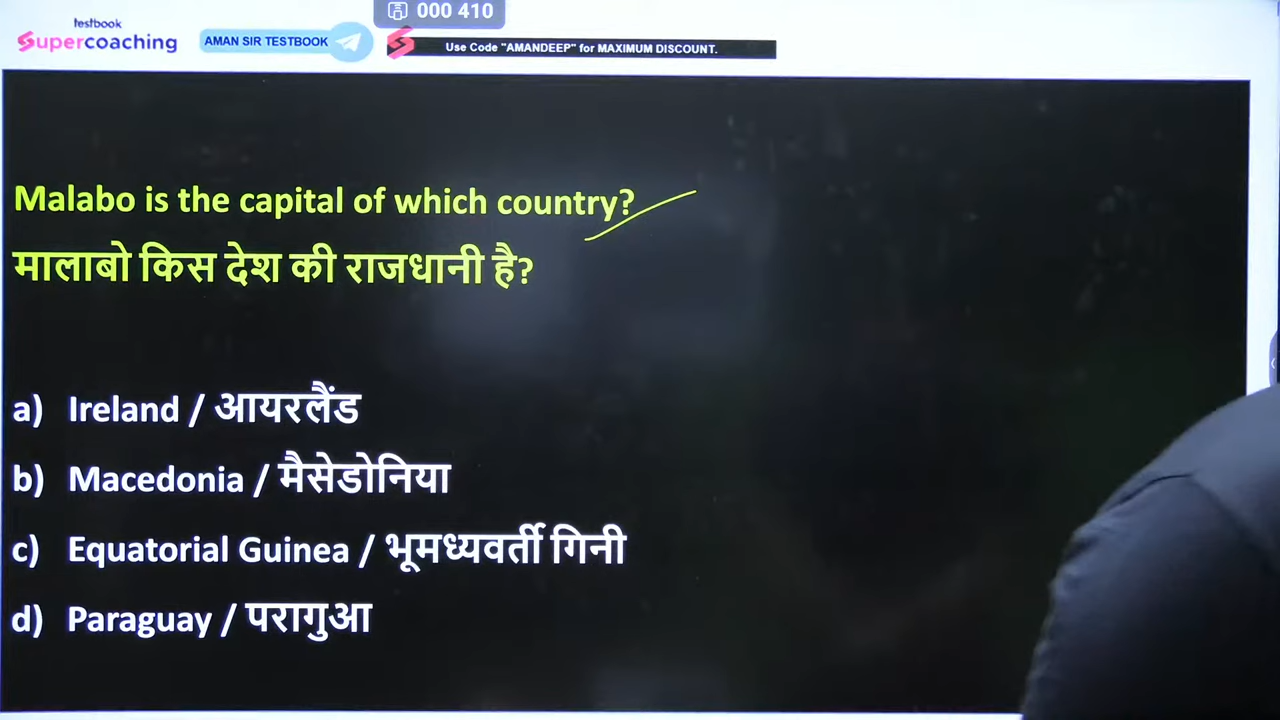 000 410
testbook
Supercoaching
AMAN SIR TESTBOOK
Use Code "AMANDEEP" for MAXIMUM DISCOUNT.
Malabo is the capital of which country?
मालाबो किस देश की राजधानी है?
a) Ireland / आयरलैंड
b) Macedonia / मैसेडोनिया
c) Equatorial Guinea / भूमध्यवर्ती गिनी
d) Paraguay / परागुआ